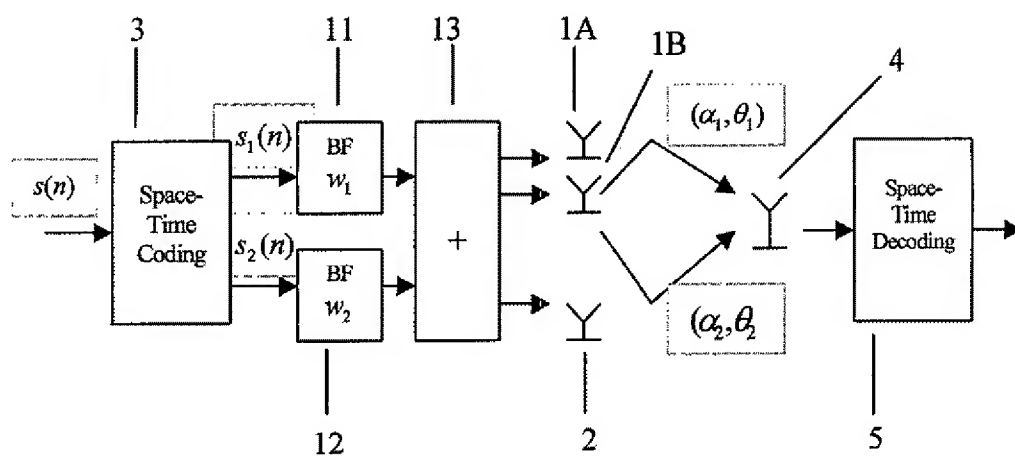 3
11
13
1A
1B
4
s(n)
Space-
Time
Coding
s₁(n)
s₂(n)
BF
w₁
BF
w₂
+
(α₁,θ₁)
(α₂,θ₂
Space-
Time
Decoding
12
2
5